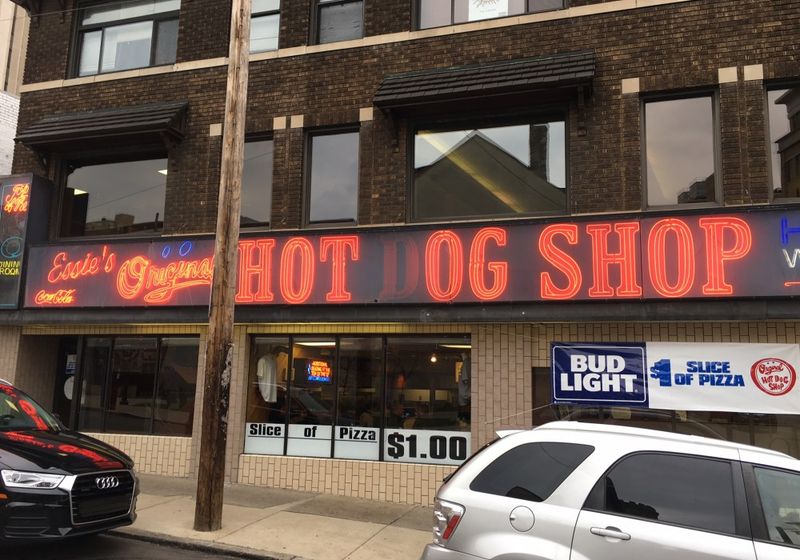 Essie's Original HOT DOG SHOP
Coca-Cola
DINING
ROOM
BUD
LIGHT
$1 SLICE
OF PIZZA
Original
HOT DOG
SHOP
Slice of Pizza $1.00